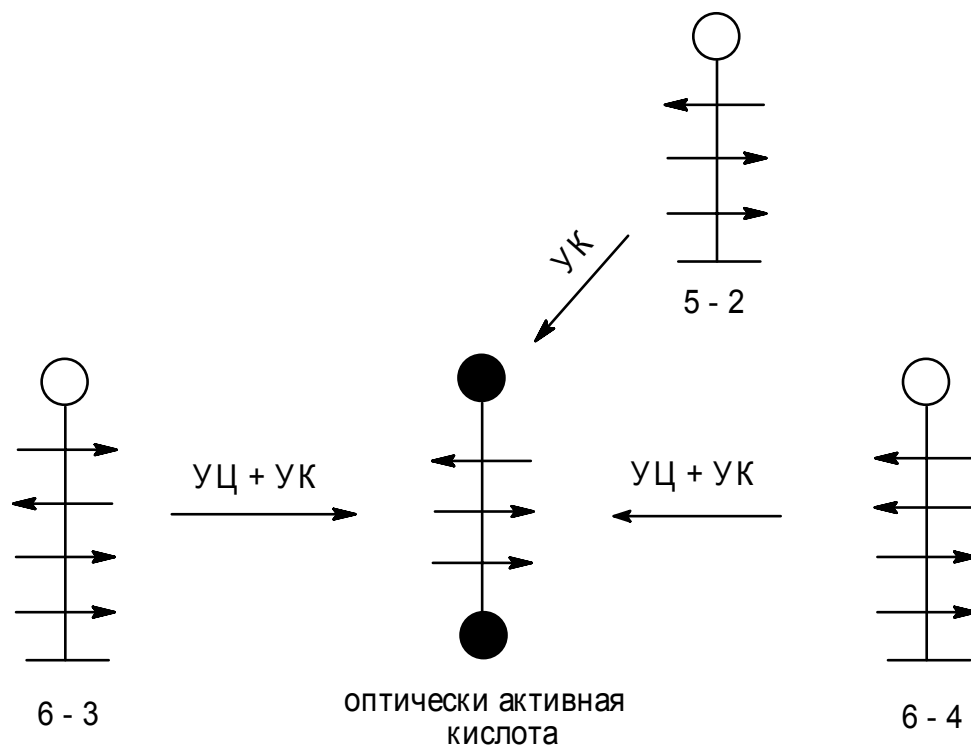 УК
5 - 2
УЦ + УК
УЦ + УК
6 - 3
оптически активная
кислота
6 - 4